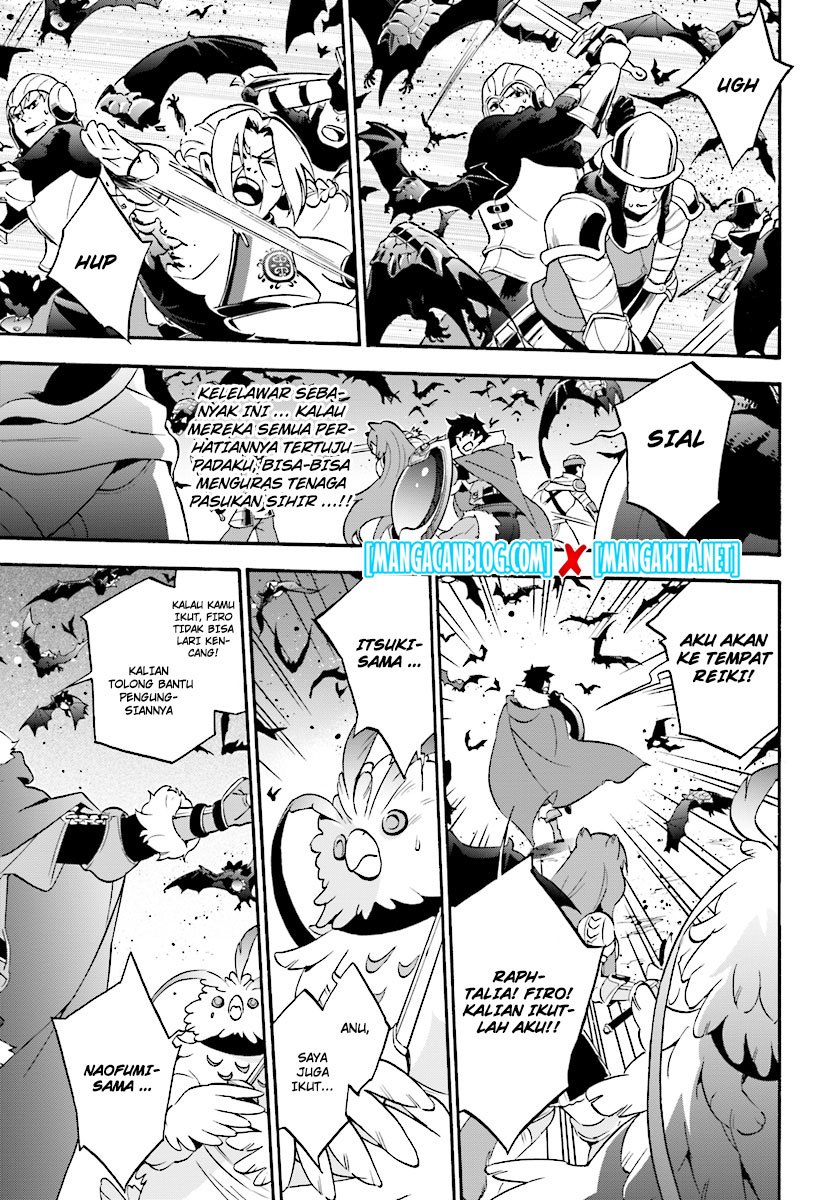 UGH
HUP
SIAL
KELELAWAR SEBA-
NYAK INI ... KALAU
MEREKA SEMUA PER-
HATIANNYA TERTUJU
PADAKU, BISA-BISA
MENGURAS TENAGA
PASUKAN SIHIR ...!!
[MANGACANBLOG.COM] X [MANGAKITA.NET]
AKU AKAN
KE TEMPAT
REIKI!
RAPH-
TALIA! FIRO!
KALIAN IKUT-
LAH AKU!!
ITSUKI-
SAMA ...
ANU,
SAYA
JUGA
IKUT...
KALAU KAMU
IKUT, FIRO
TIDAK BISA
LARI KEN-
CANG!
KALIAN
TOLONG BANTU
PENGUNG-
SIANNYA
NAOFUMI-
SAMA ...